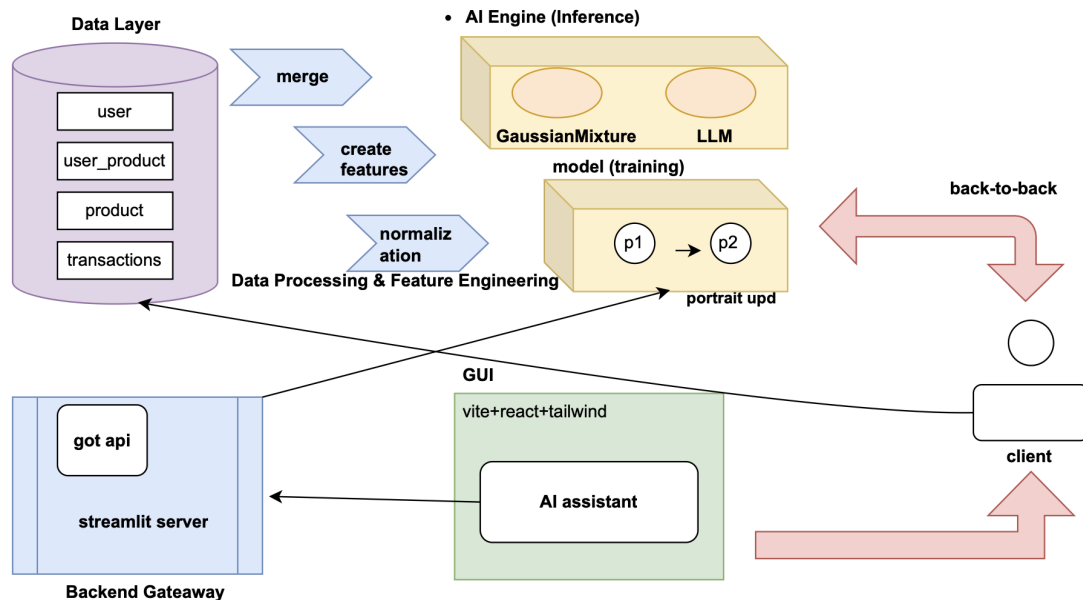 Data Layer
user
user_product
product
transactions
merge
create
features
normaliz
ation
Data Processing & Feature Engineering
• AI Engine (Inference)
GaussianMixture
LLM
model (training)
p1
p2
portrait upd
back-to-back
client
GUI
vite+react+tailwind
AI assistant
got api
streamlit server
Backend Gateaway